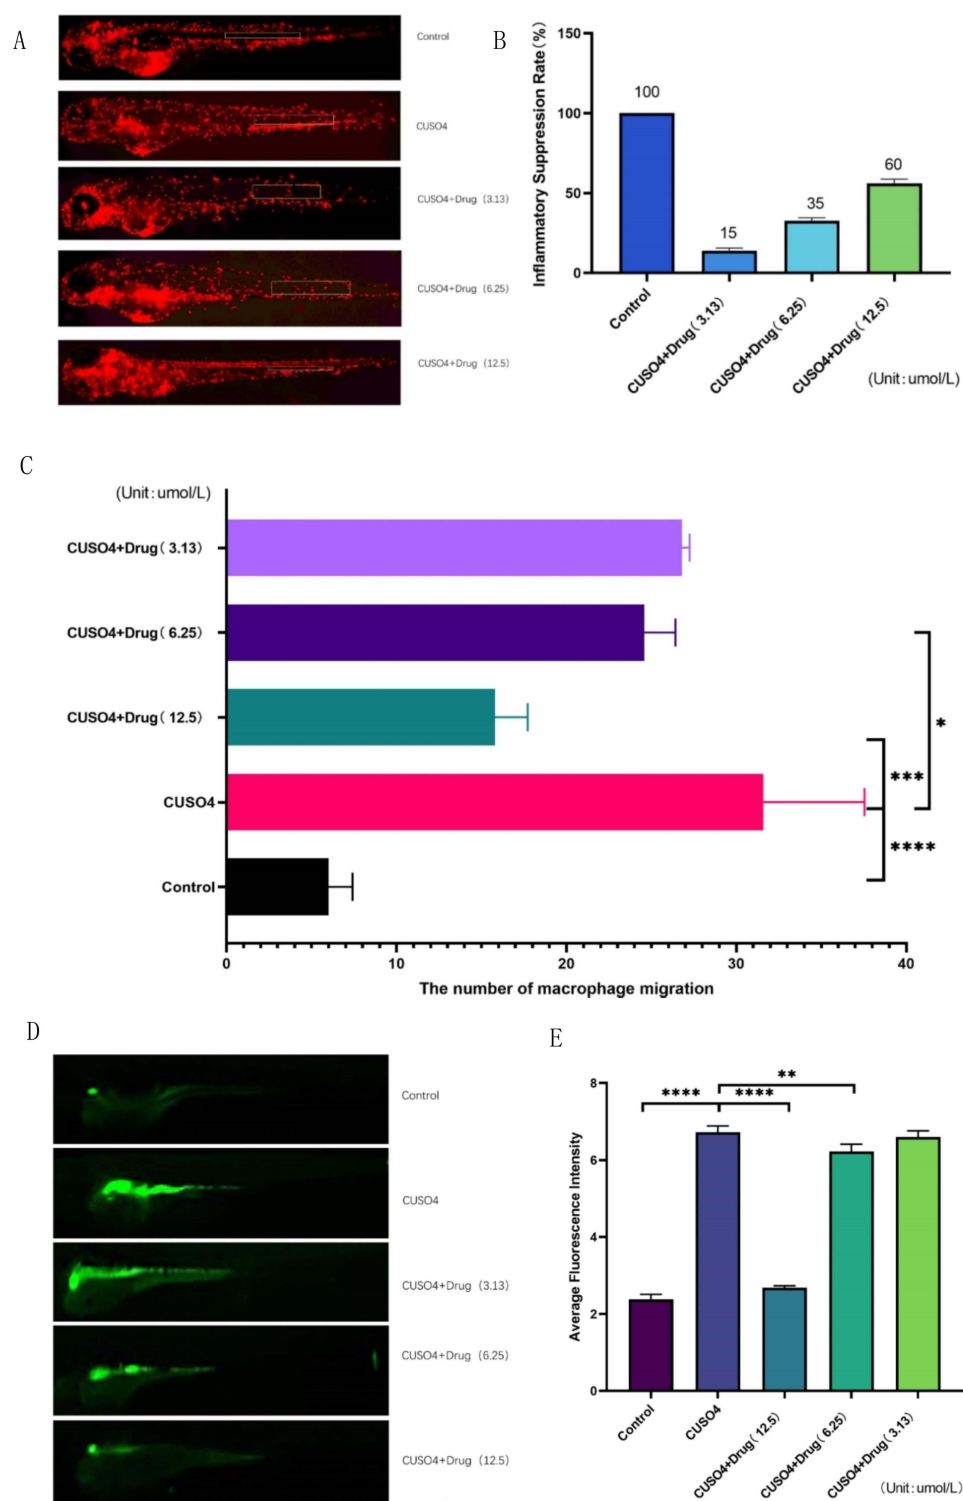 A
Control
CUSO4
CUSO4+Drug (3.13)
CUSO4+Drug (6.25)
CUSO4+Drug (12.5)
B
Inflammatory Suppression Rate(%)
150
100
50
0
100
15
35
60
Control
CUSO4+Drug(3.13)
CUSO4+Drug(6.25)
CUSO4+Drug(12.5)
(Unit:umol/L)
C
(Unit:umol/L)
CUSO4+Drug(3.13)
CUSO4+Drug(6.25)
CUSO4+Drug(12.5)
CUSO4
Control
*
***
****
0 10 20 30 40
The number of macrophage migration
D
Control
CUSO4
CUSO4+Drug (3.13)
CUSO4+Drug (6.25)
CUSO4+Drug (12.5)
E
Average Fluorescence Intensity
8
6
4
2
0
**
**** ****
Control
CUSO4
CUSO4+Drug(12.5)
CUSO4+Drug(6.25)
CUSO4+Drug(3.13)
(Unit:umol/L)